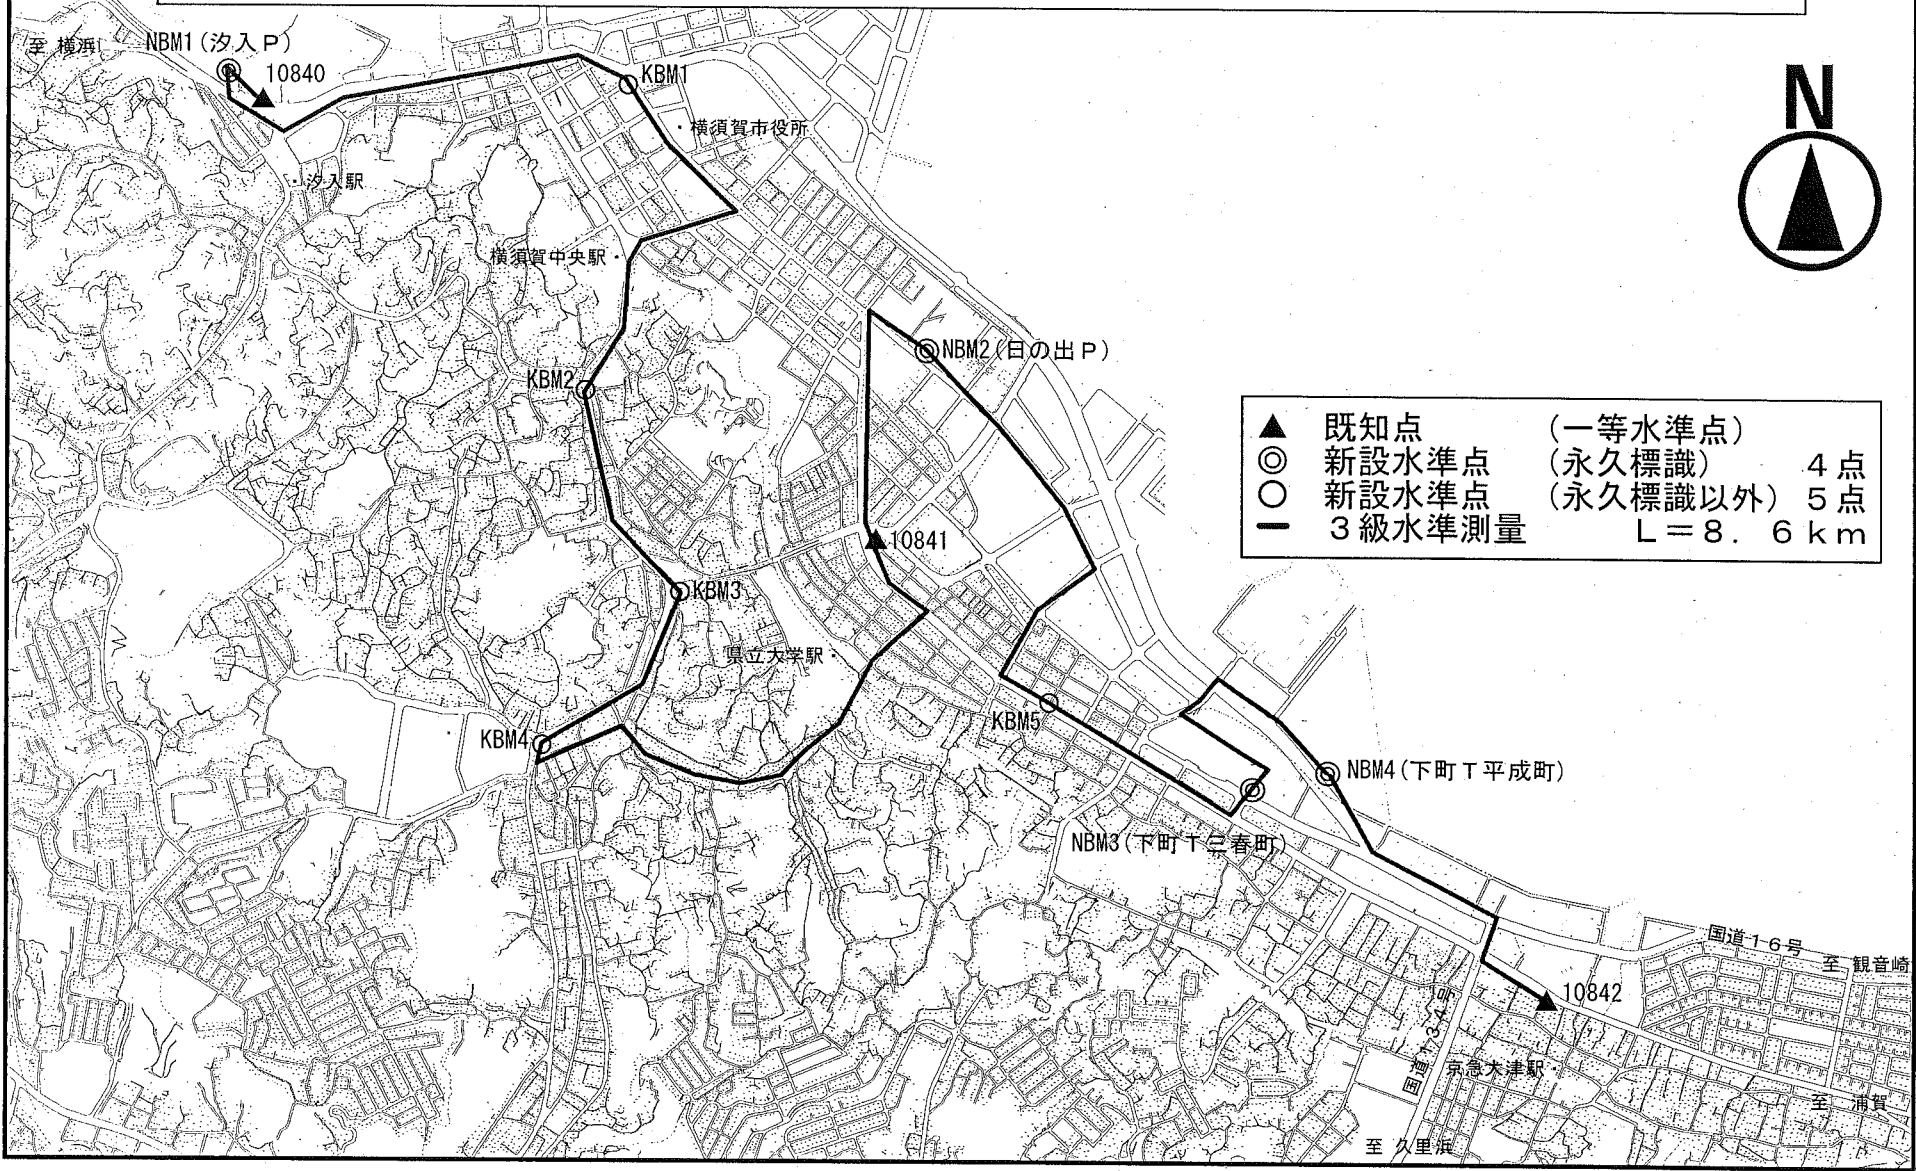 至 横浜
NBM1(汐入P)
10840
KBM1
N
・横須賀市役所
・汐入駅
横須賀中央駅・
KBM2
NBM2(日の出P)
▲ 既知点 (一等水準点)
◎ 新設水準点 (永久標識) 4点
○ 新設水準点 (永久標識以外) 5点
━ 3級水準測量 L=8.6km
10841
KBM3
県立大学駅・
KBM4
KBM5
NBM4(下町T平成町)
NBM3(下町T三春町)
国道16号
至 観音崎
10842
国道134号
京急大津駅・
至 浦賀
至 久里浜